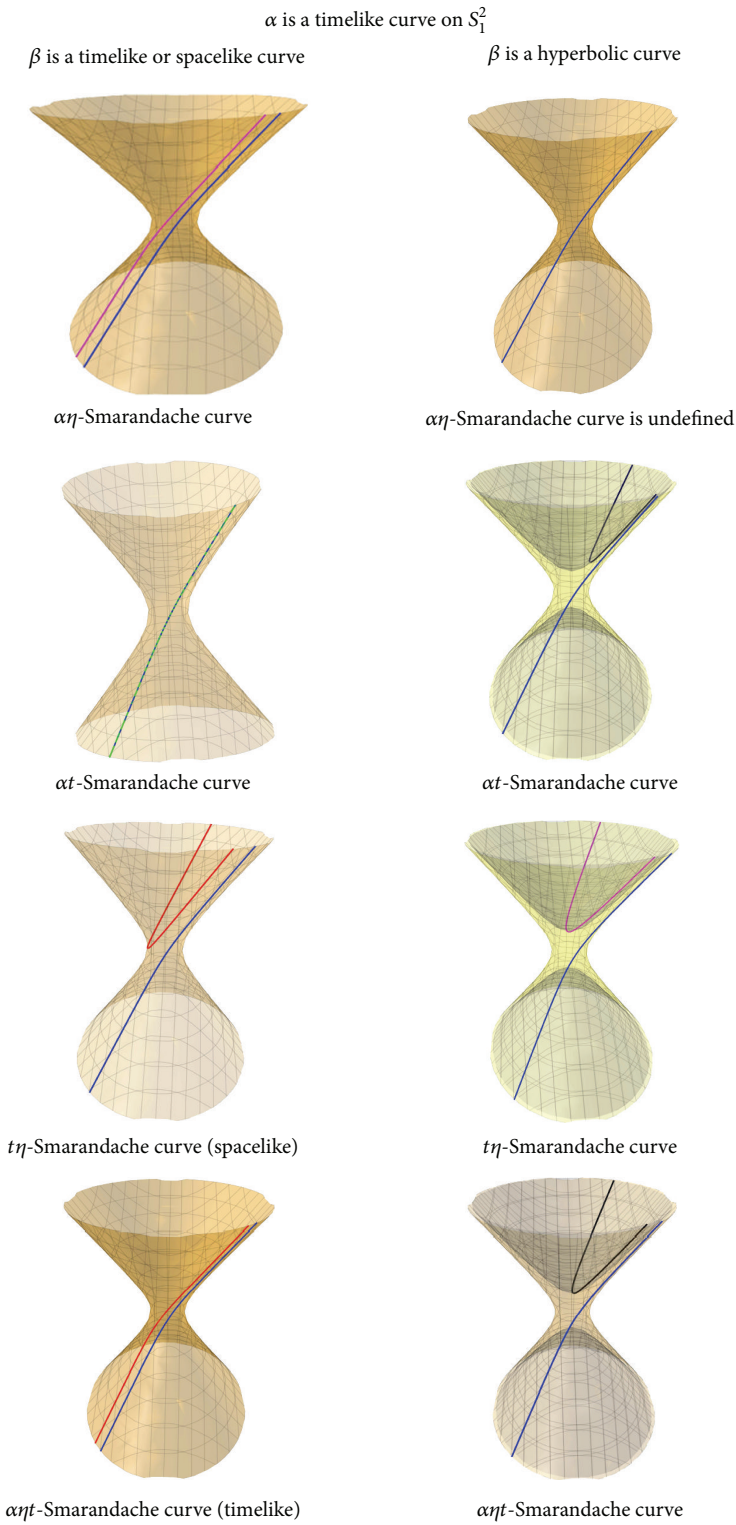 α is a timelike curve on S₁²
β is a timelike or spacelike curve
β is a hyperbolic curve
αη-Smarandache curve
αη-Smarandache curve is undefined
αt-Smarandache curve
αt-Smarandache curve
tη-Smarandache curve (spacelike)
tη-Smarandache curve
αηt-Smarandache curve (timelike)
αηt-Smarandache curve